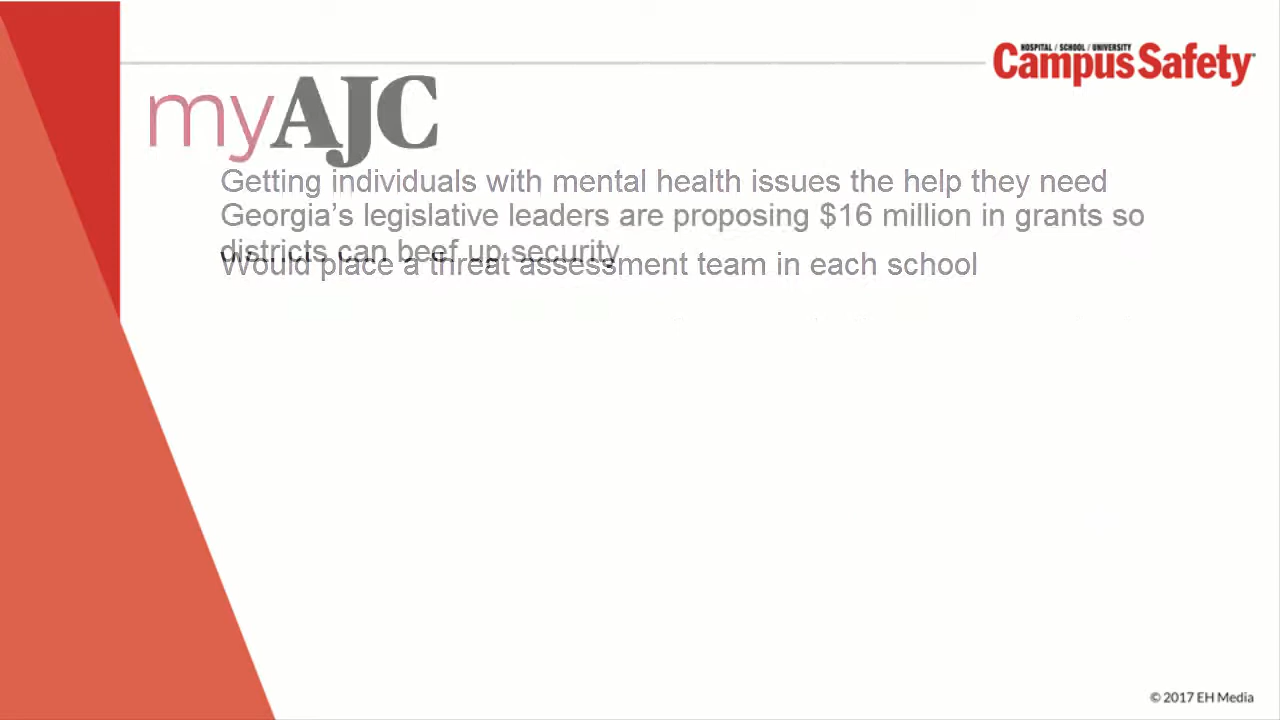 HOSPITAL / SCHOOL / UNIVERSITY
Campus Safety
myAJC
Getting individuals with mental health issues the help they need
Georgia’s legislative leaders are proposing $16 million in grants so
districts can beef up security
Would place a threat assessment team in each school
© 2017 EH Media